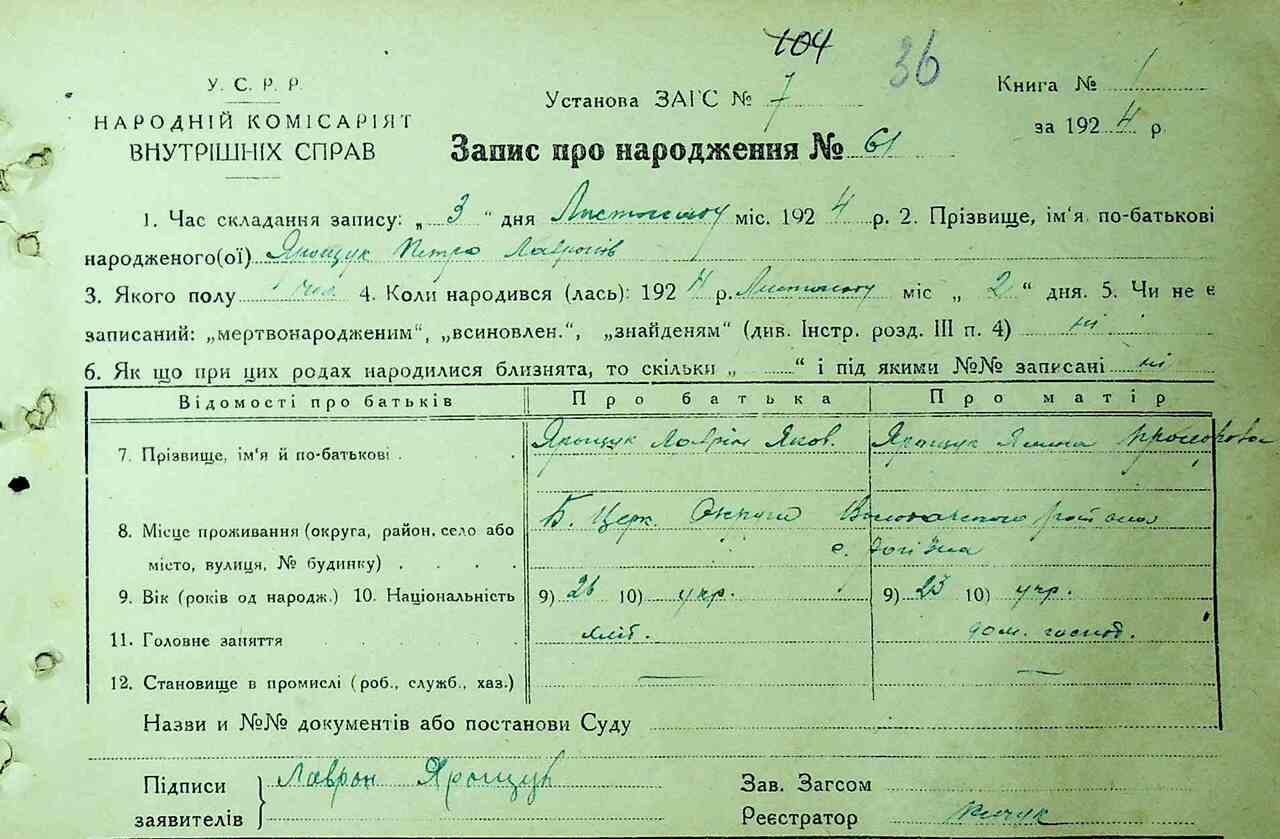 104 36
У. С. Р. Р.
НАРОДНІЙ КОМІСАРІЯТ
ВНУТРІШНІХ СПРАВ
Установа ЗАГС № 7
Книга № 1
за 1924 р.
Запис про народження № 61
1. Час складання запису: „ 3 “ дня Листопаду міс. 1924 р. 2. Прізвище, ім'я, по-батькові
народженого(ої) Ярощук Петро Лавронів
3. Якого полу чол. 4. Коли народився (лась): 1924 р. Листопаду міс „ 2 “ дня. 5. Чи не є
записаний: „мертвонародженим“, „всиновлен.“, „знайденям“ (див. Інстр. розд. III п. 4) ні
6. Як що при цих родах народилися близнята, то скільки „ “ і під якими №№ записані ні
Відомості про батьків Про батька Про матір
7. Прізвище, ім'я й по-батькові . . Ярощук Лаврін Яков. Ярощук
8. Місце проживання (округа, район, село або Б. Церк. Округи району
місто, вулиця, № будинку) . . . . с.
9. Вік (років од народж.) 10. Національність 9) 26 10) укр. 9) 23 10) укр.
11. Головне заняття хліб. дом. господ.
12. Становище в промислі (роб., служб., хаз.) — —
Назви и №№ документів або постанови Суду
Підписи Лаврон Ярощук Зав. Загсом
заявителів Реєстратор